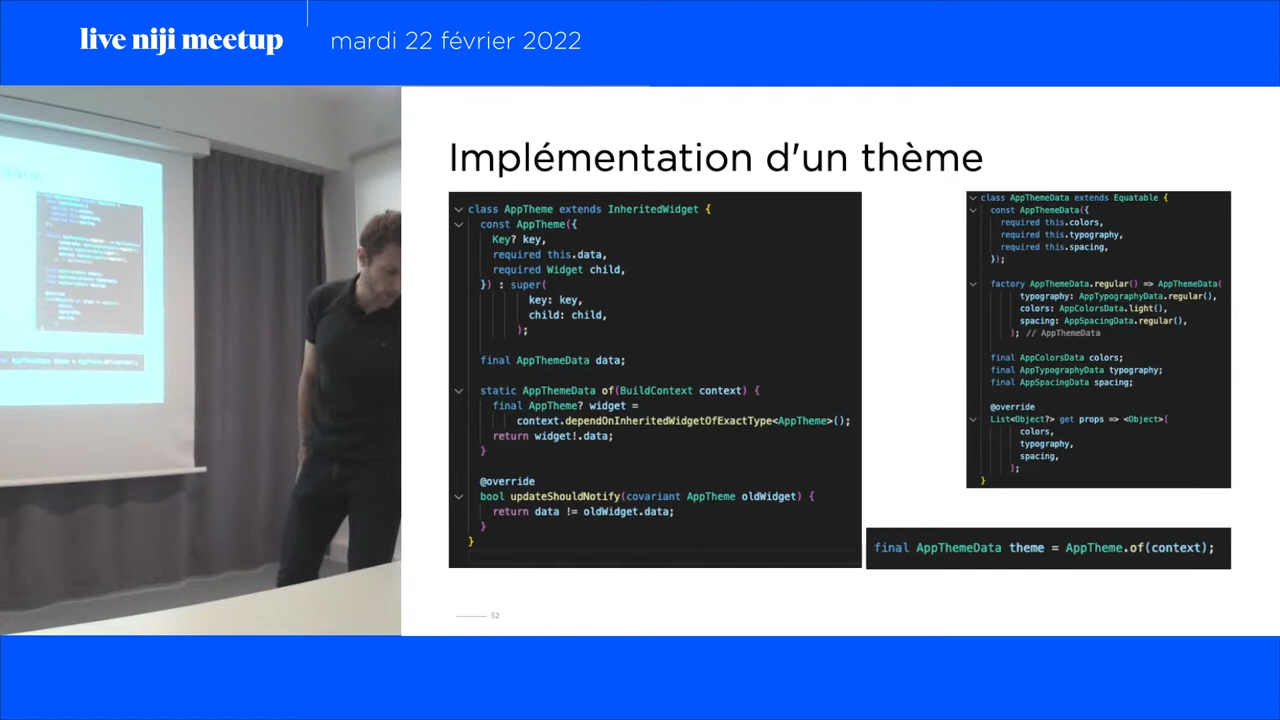 live niji meetup
mardi 22 février 2022
Implémentation d'un thème
class AppTheme extends InheritedWidget {
const AppTheme({
Key? key,
required this.data,
required Widget child,
}) : super(
key: key,
child: child,
);
final AppThemeData data;
static AppThemeData of(BuildContext context) {
final AppTheme? widget =
context.dependOnInheritedWidgetOfExactType<AppTheme>();
return widget!.data;
}
@override
bool updateShouldNotify(covariant AppTheme oldWidget) {
return data != oldWidget.data;
}
}
class AppThemeData extends Equatable {
const AppThemeData({
required this.colors,
required this.typography,
required this.spacing,
});
factory AppThemeData.regular() => AppThemeData(
typography: AppTypographyData.regular(),
colors: AppColorsData.light(),
spacing: AppSpacingData.regular(),
); // AppThemeData
final AppColorsData colors;
final AppTypographyData typography;
final AppSpacingData spacing;
@override
List<Object?> get props => <Object>[
colors,
typography,
spacing,
];
}
final AppThemeData theme = AppTheme.of(context);
52